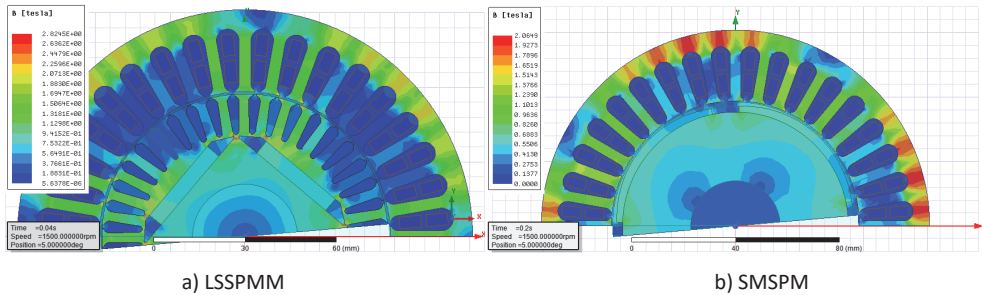 B [tesla]
2.8245E+00
2.6362E+00
2.4479E+00
2.2596E+00
2.0713E+00
1.8830E+00
1.6947E+00
1.5064E+00
1.3181E+00
1.1298E+00
9.4152E-01
7.5322E-01
5.6491E-01
3.7661E-01
1.8831E-01
5.6378E-06
Time =0.04s
Speed =1500.000000rpm
Position =5.000000deg
0 30 60 (mm)
Y
X
X
a) LSSPMM
B [tesla]
2.0649
1.9273
1.7896
1.6519
1.5143
1.3766
1.2390
1.1013
0.9636
0.8260
0.6883
0.5506
0.4130
0.2753
0.1377
0.0000
Y
Time =0.2s
Speed =1500.000000rpm
Position =5.000000deg
0 40 80 (mm)
b) SMSPM